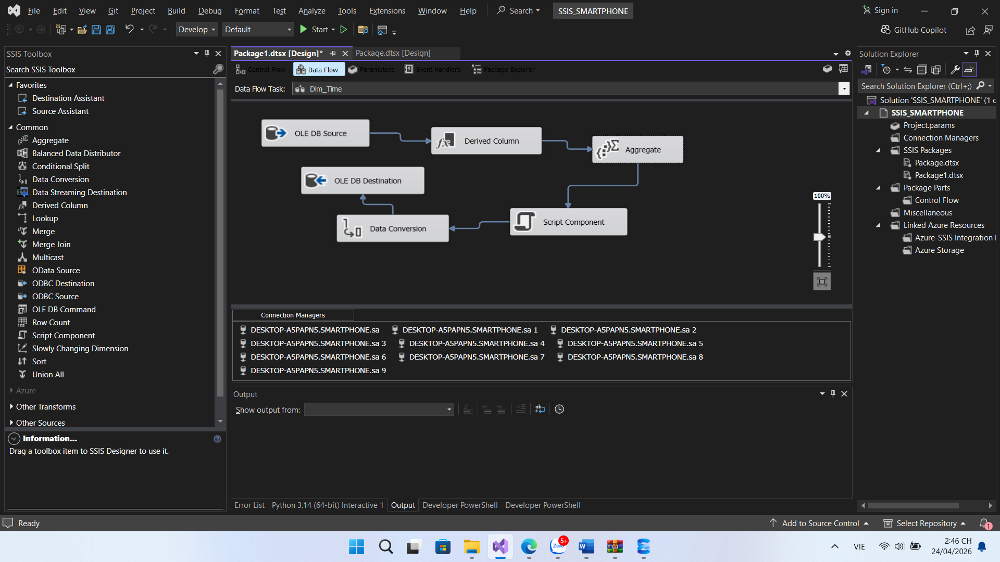 File Edit View Git Project Build Debug Format Test Analyze Tools Extensions Window Help Search SSIS_SMARTPHONE Sign in
Develop Default Start GitHub Copilot
SSIS Toolbox
Search SSIS Toolbox
Favorites
Destination Assistant
Source Assistant
Common
Aggregate
Balanced Data Distributor
Conditional Split
Data Conversion
Data Streaming Destination
Derived Column
Lookup
Merge
Merge Join
Multicast
OData Source
ODBC Destination
ODBC Source
OLE DB Command
Row Count
Script Component
Slowly Changing Dimension
Sort
Union All
Azure
Other Transforms
Other Sources
Information...
Drag a toolbox item to SSIS Designer to use it.
Package1.dtsx [Design]* Package.dtsx [Design]
Control Flow Data Flow Parameters Event Handlers Package Explorer
Data Flow Task: Dim_Time
OLE DB Source
Derived Column
Aggregate
OLE DB Destination
Data Conversion
Script Component
100%
Connection Managers
DESKTOP-A5PAPN5.SMARTPHONE.sa DESKTOP-A5PAPN5.SMARTPHONE.sa 1 DESKTOP-A5PAPN5.SMARTPHONE.sa 2
DESKTOP-A5PAPN5.SMARTPHONE.sa 3 DESKTOP-A5PAPN5.SMARTPHONE.sa 4 DESKTOP-A5PAPN5.SMARTPHONE.sa 5
DESKTOP-A5PAPN5.SMARTPHONE.sa 6 DESKTOP-A5PAPN5.SMARTPHONE.sa 7 DESKTOP-A5PAPN5.SMARTPHONE.sa 8
DESKTOP-A5PAPN5.SMARTPHONE.sa 9
Output
Show output from:
Error List Python 3.14 (64-bit) Interactive 1 Output Developer PowerShell Developer PowerShell
Solution Explorer
Search Solution Explorer (Ctrl+;)
Solution 'SSIS_SMARTPHONE' (1 c
SSIS_SMARTPHONE
Project.params
Connection Managers
SSIS Packages
Package.dtsx
Package1.dtsx
Package Parts
Control Flow
Miscellaneous
Linked Azure Resources
Azure-SSIS Integration
Azure Storage
Ready Add to Source Control Select Repository 1
Zalo 5+
VIE
2:46 CH
24/04/2026